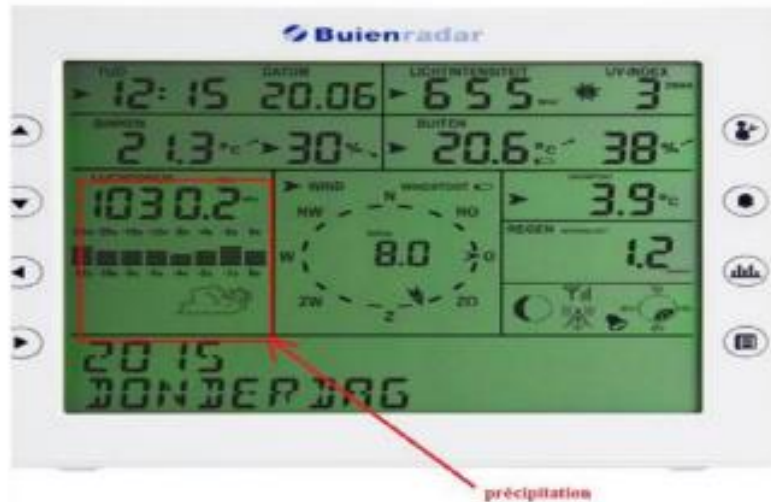 Buienradar
TIJD DATUM LICHTINTENSITEIT UV-INDEX
12:15 20.06 655 3
BINNEN BUITEN
21.3°C 30% 20.6°C 38%
1030.2
WIND WINDSTOOT
NW N NO
W 8.0 O
ZW Z ZO
3.9°C
REGEN
1.2
2015
DONDERDAG
précipitation